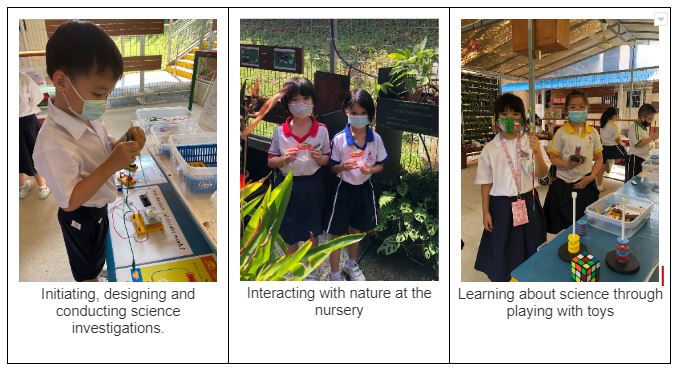 Initiating, designing and
conducting science
investigations.
Interacting with nature at the
nursery
Learning about science through
playing with toys